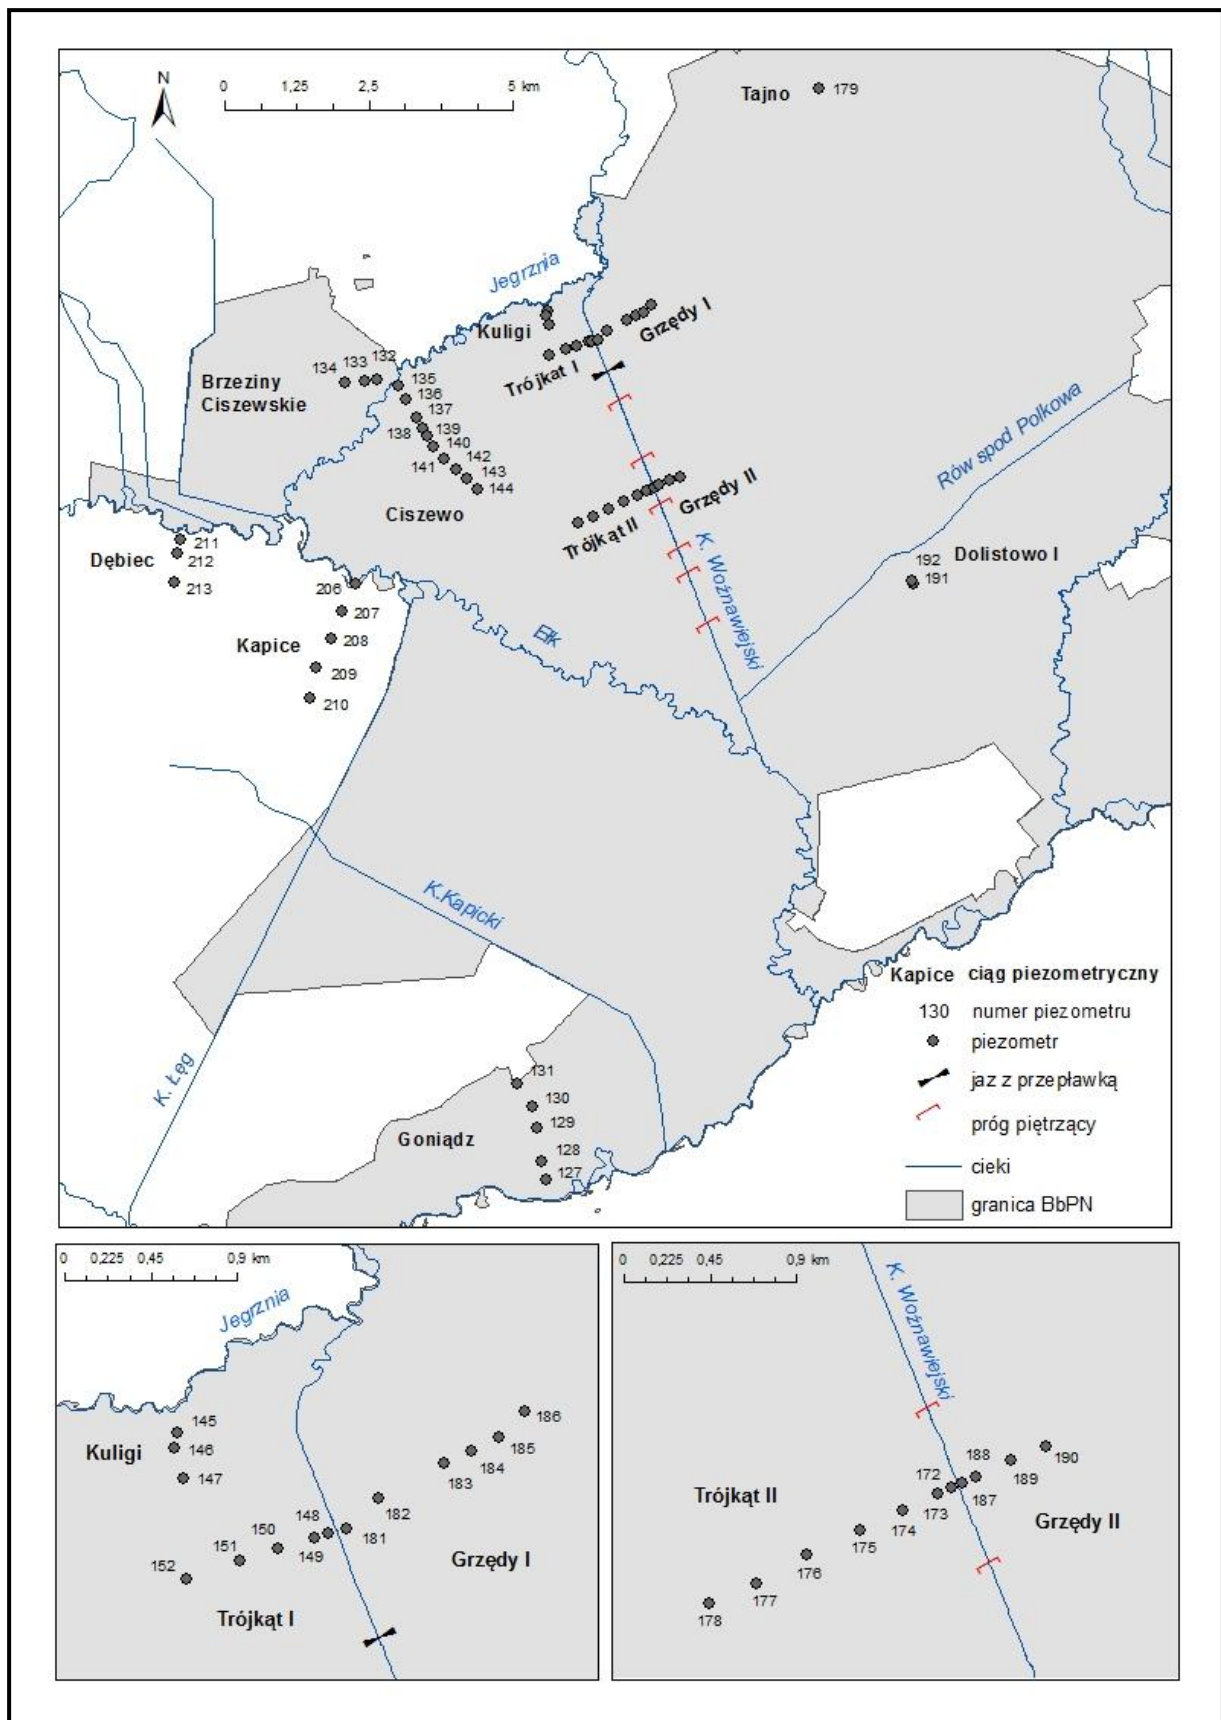 N
0 1,25 2,5 5 km
Tajno
179
Jegrznia
Kuligi
Grzędy I
Trójkat I
134 133 132
Brzeziny
Ciszewskie
135
136
137
138 139
140
141 142
143
144
Ciszewo
Rów spod Polkowa
Grzędy II
Trójkąt II
K. Woźnawiejski
Dolistowo I
192
191
211
Dębiec
212
213
206
207
Kapice
208
209
210
Ełk
K.Kapicki
K. Łęg
Kapice ciąg piezometryczny
130 numer piezometru
piezometr
jaz z przepławką
próg piętrzący
cieki
granica BbPN
131
130
129
Goniądz
128
127
0 0,225 0,45 0,9 km
Jegrznia
145
Kuligi
146
147
186
185
184
183
182
148
181
150
149
151
152
Grzędy I
Trójkąt I
0 0,225 0,45 0,9 km
K. Woźnawiejski
188
190
172
189
187
Trójkąt II
173
174
Grzędy II
175
176
177
178